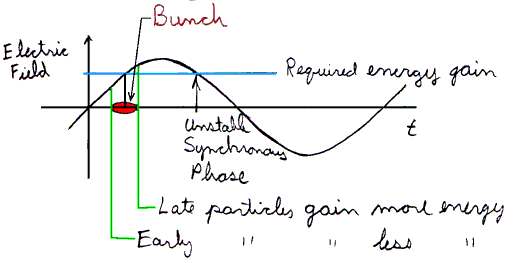 Bunch
Electric
Field
Required energy gain
Unstable
Synchronous
Phase
t
Late particles gain more energy
Early " " less "